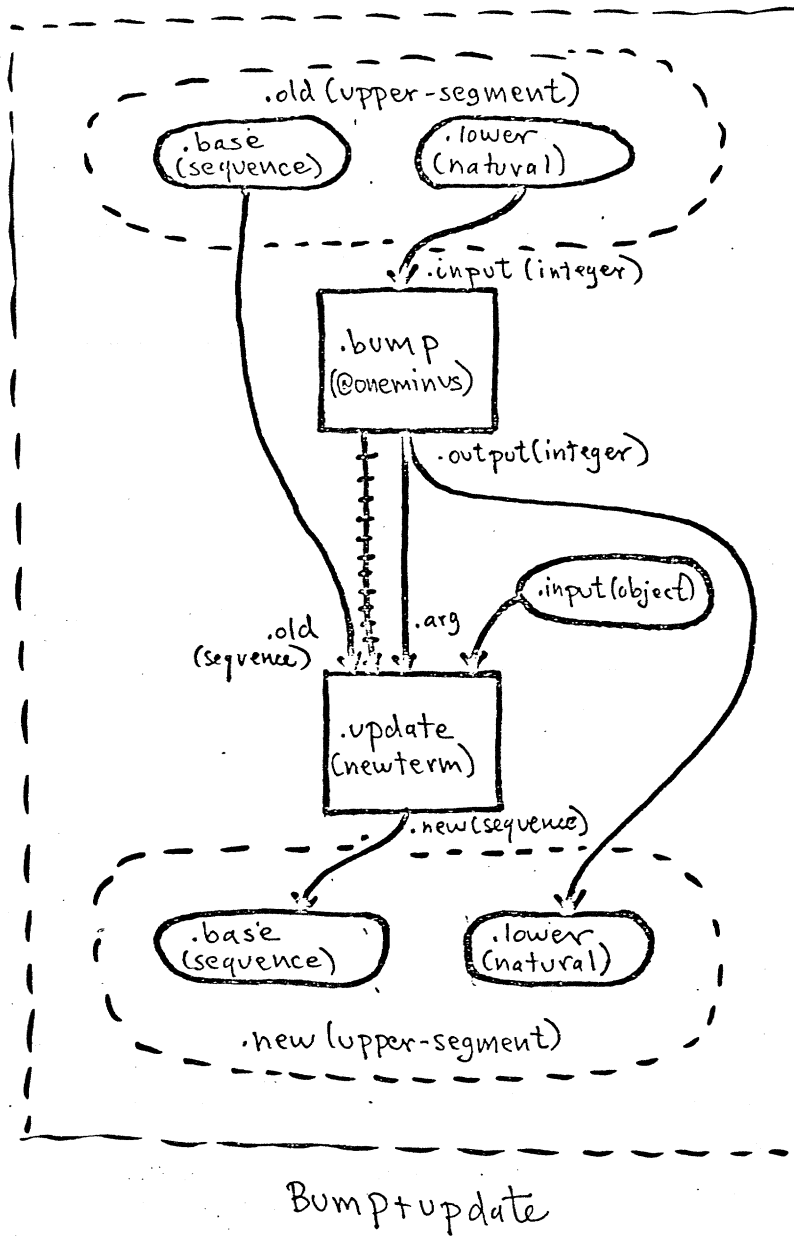 .old (upper-segment)
.base
(sequence)
.lower
(natural)
.input (integer)
.bump
(@oneminus)
.output (integer)
.input (object)
.old
(sequence)
.arg
.update
(newterm)
.new (sequence)
.base
(sequence)
.lower
(natural)
.new (upper-segment)
Bump+update